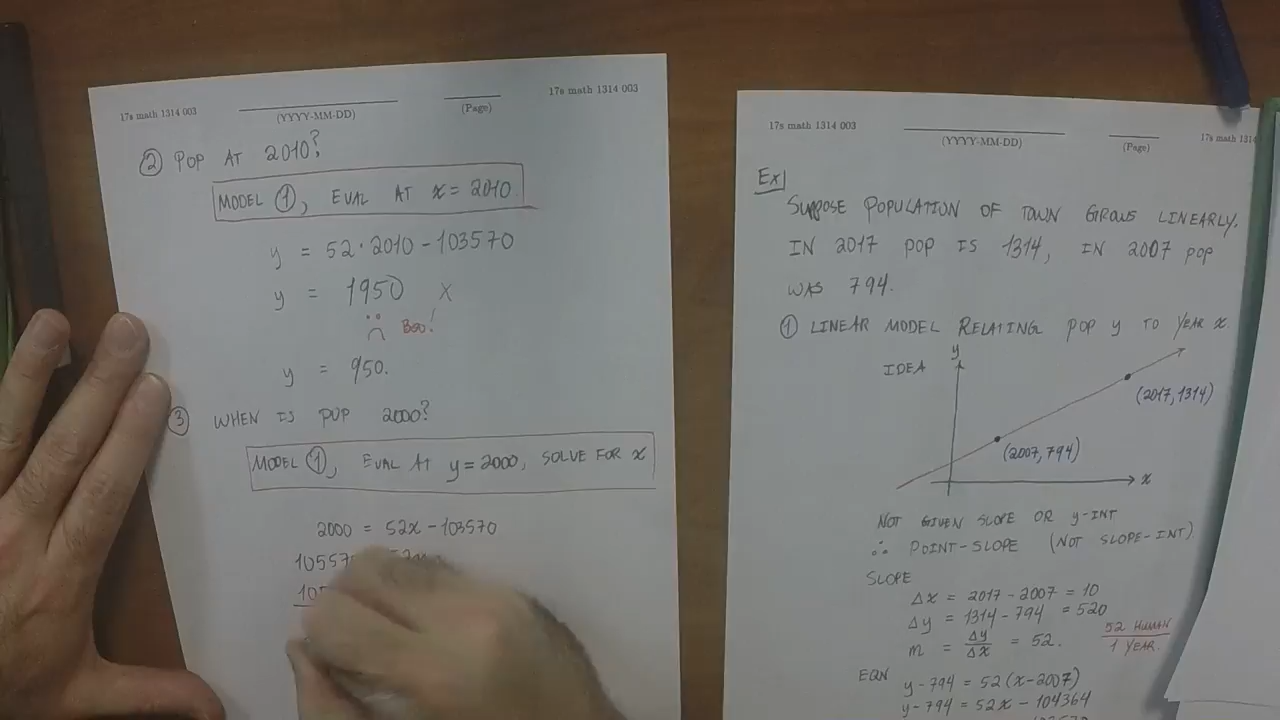 17s math 1314 003
(YYYY-MM-DD)
(Page)
17s math 1314 003
② POP AT 2010?
MODEL ①, EVAL AT x = 2010.
y = 52·2010 - 103570
y = 1950 X
Boo!
y = 950.
③ WHEN IS POP 2000?
MODEL ①, EVAL AT y = 2000, SOLVE FOR x
2000 = 52x - 103570
17s math 1314 003
(YYYY-MM-DD)
(Page)
17s math 1314
Ex
SUPPOSE POPULATION OF TOWN GROWS LINEARLY.
IN 2017 POP IS 1314, IN 2007 POP
WAS 794.
① LINEAR MODEL RELATING POP y TO YEAR x.
IDEA
y
(2017, 1314)
(2007, 794)
x
NOT GIVEN SLOPE OR y-INT
∴ POINT-SLOPE (NOT SLOPE-INT)
SLOPE
Δx = 2017 - 2007 = 10
Δy = 1314 - 794 = 520
m = Δy/Δx = 52.
52 HUMAN
1 YEAR.
EQN y - 794 = 52(x - 2007)
y - 794 = 52x - 104364